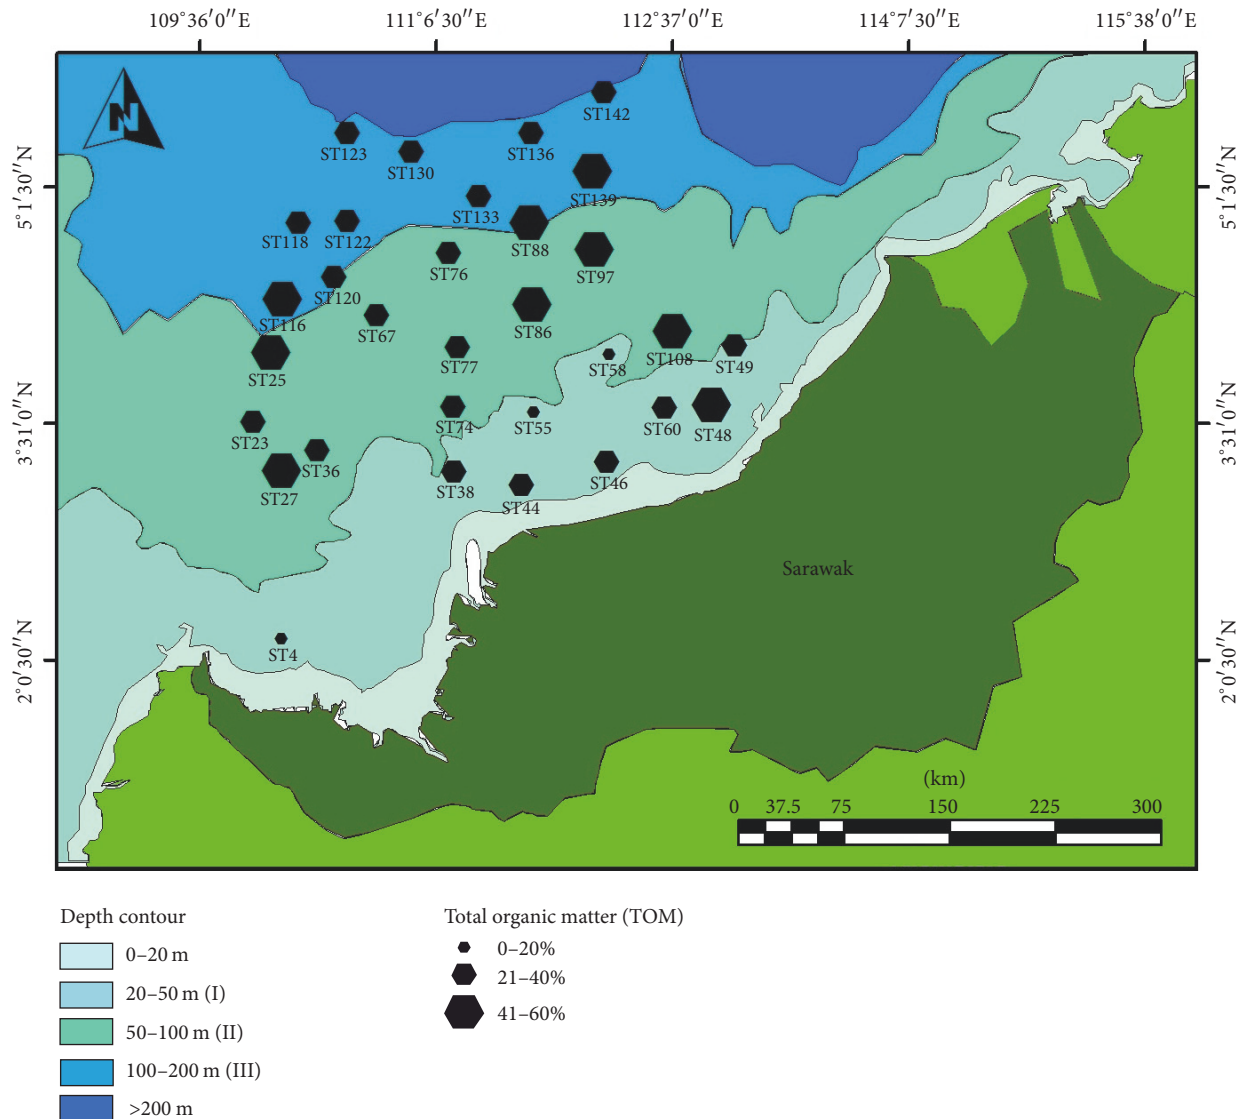 109°36′0″E 111°6′30″E 112°37′0″E 114°7′30″E 115°38′0″E
N
5°1′30″N
3°31′0″N
2°0′30″N
5°1′30″N
3°31′0″N
2°0′30″N
ST142
ST123
ST136
ST130
ST139
ST133
ST118
ST122
ST88
ST76
ST97
ST120
ST116
ST67
ST86
ST25
ST77
ST58
ST108
ST49
ST23
ST74
ST55
ST60
ST48
ST36
ST27
ST38
ST46
ST44
ST4
Sarawak
(km)
0 37.5 75 150 225 300
Depth contour
0–20 m
20–50 m (I)
50–100 m (II)
100–200 m (III)
>200 m
Total organic matter (TOM)
0–20%
21–40%
41–60%